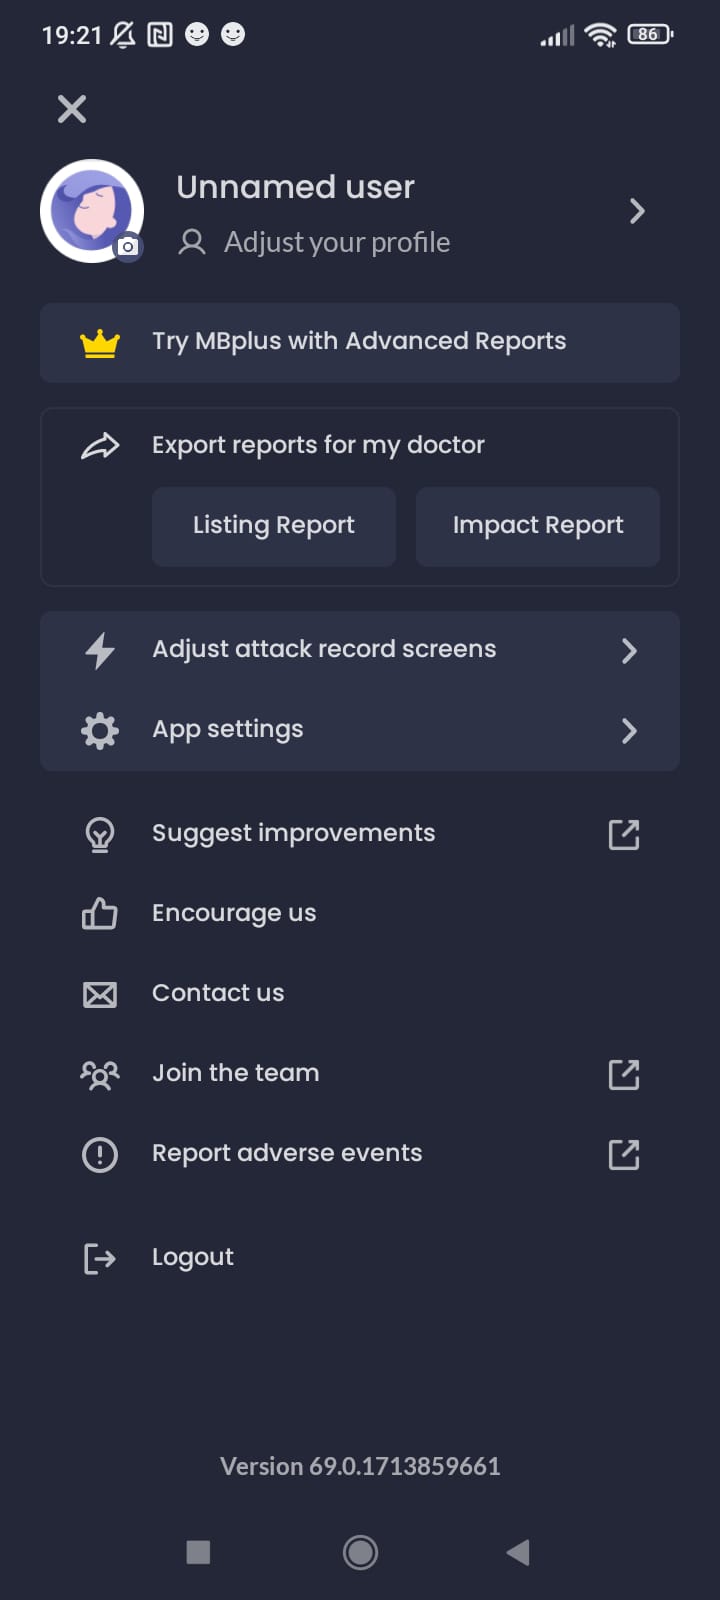 19:21
86
Unnamed user
Adjust your profile
Try MBplus with Advanced Reports
Export reports for my doctor
Listing Report
Impact Report
Adjust attack record screens
App settings
Suggest improvements
Encourage us
Contact us
Join the team
Report adverse events
Logout
Version 69.0.1713859661